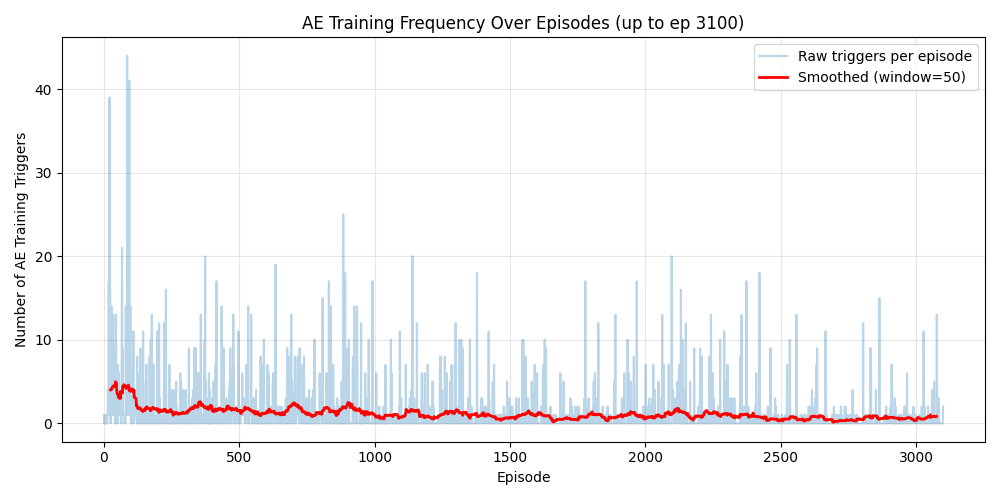 AE Training Frequency Over Episodes (up to ep 3100)
Raw triggers per episode
Smoothed (window=50)
Number of AE Training Triggers
40
30
20
10
0
0 500 1000 1500 2000 2500 3000
Episode